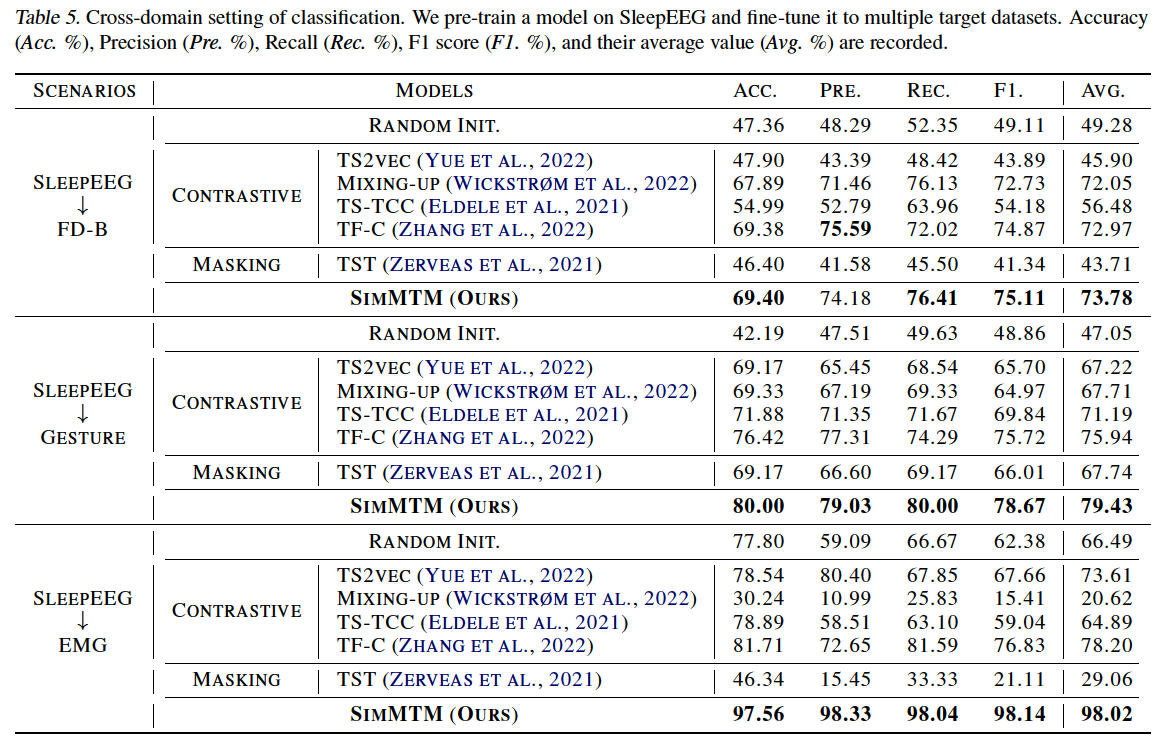 Table 5. Cross-domain setting of classification. We pre-train a model on SleepEEG and fine-tune it to multiple target datasets. Accuracy
(Acc. %), Precision (Pre. %), Recall (Rec. %), F1 score (F1. %), and their average value (Avg. %) are recorded.
SCENARIOS MODELS ACC. PRE. REC. F1. AVG.
SLEEPEEG ↓ FD-B
RANDOM INIT. 47.36 48.29 52.35 49.11 49.28
CONTRASTIVE
TS2VEC (YUE ET AL., 2022) 47.90 43.39 48.42 43.89 45.90
MIXING-UP (WICKSTRØM ET AL., 2022) 67.89 71.46 76.13 72.73 72.05
TS-TCC (ELDELE ET AL., 2021) 54.99 52.79 63.96 54.18 56.48
TF-C (ZHANG ET AL., 2022) 69.38 75.59 72.02 74.87 72.97
MASKING TST (ZERVEAS ET AL., 2021) 46.40 41.58 45.50 41.34 43.71
SIMMTM (OURS) 69.40 74.18 76.41 75.11 73.78
SLEEPEEG ↓ GESTURE
RANDOM INIT. 42.19 47.51 49.63 48.86 47.05
CONTRASTIVE
TS2VEC (YUE ET AL., 2022) 69.17 65.45 68.54 65.70 67.22
MIXING-UP (WICKSTRØM ET AL., 2022) 69.33 67.19 69.33 64.97 67.71
TS-TCC (ELDELE ET AL., 2021) 71.88 71.35 71.67 69.84 71.19
TF-C (ZHANG ET AL., 2022) 76.42 77.31 74.29 75.72 75.94
MASKING TST (ZERVEAS ET AL., 2021) 69.17 66.60 69.17 66.01 67.74
SIMMTM (OURS) 80.00 79.03 80.00 78.67 79.43
SLEEPEEG ↓ EMG
RANDOM INIT. 77.80 59.09 66.67 62.38 66.49
CONTRASTIVE
TS2VEC (YUE ET AL., 2022) 78.54 80.40 67.85 67.66 73.61
MIXING-UP (WICKSTRØM ET AL., 2022) 30.24 10.99 25.83 15.41 20.62
TS-TCC (ELDELE ET AL., 2021) 78.89 58.51 63.10 59.04 64.89
TF-C (ZHANG ET AL., 2022) 81.71 72.65 81.59 76.83 78.20
MASKING TST (ZERVEAS ET AL., 2021) 46.34 15.45 33.33 21.11 29.06
SIMMTM (OURS) 97.56 98.33 98.04 98.14 98.02